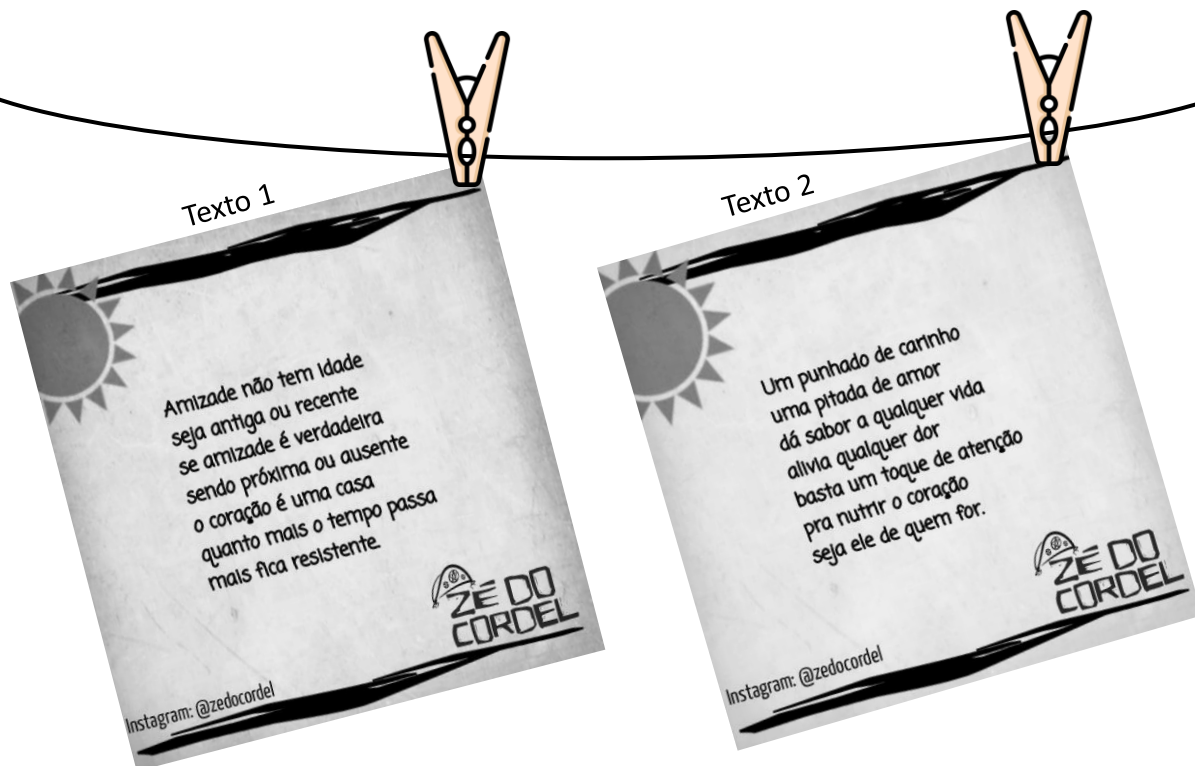 Texto 1
Amizade não tem idade
seja antiga ou recente
se amizade é verdadeira
sendo próxima ou ausente
o coração é uma casa
quanto mais o tempo passa
mais fica resistente.
ZÉ DO
CORDEL
Instagram: @zedocordel
Texto 2
Um punhado de carinho
uma pitada de amor
dá sabor a qualquer vida
alivia qualquer dor
basta um toque de atenção
pra nutrir o coração
seja ele de quem for.
ZÉ DO
CORDEL
Instagram: @zedocordel